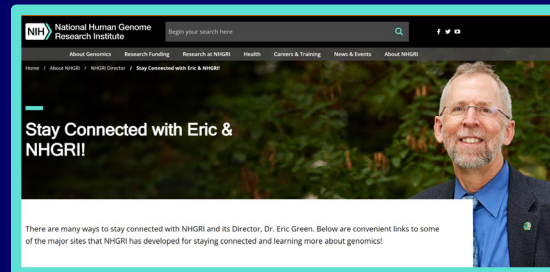 NIH National Human Genome
Research Institute
Begin your search here
About Genomics Research Funding Research at NHGRI Health Careers & Training News & Events About NHGRI
Home / About NHGRI / NHGRI Director / Stay Connected with Eric & NHGRI!
Stay Connected with Eric &
NHGRI!
There are many ways to stay connected with NHGRI and its Director, Dr. Eric Green. Below are convenient links to some
of the major sites that NHGRI has developed for staying connected and learning more about genomics!